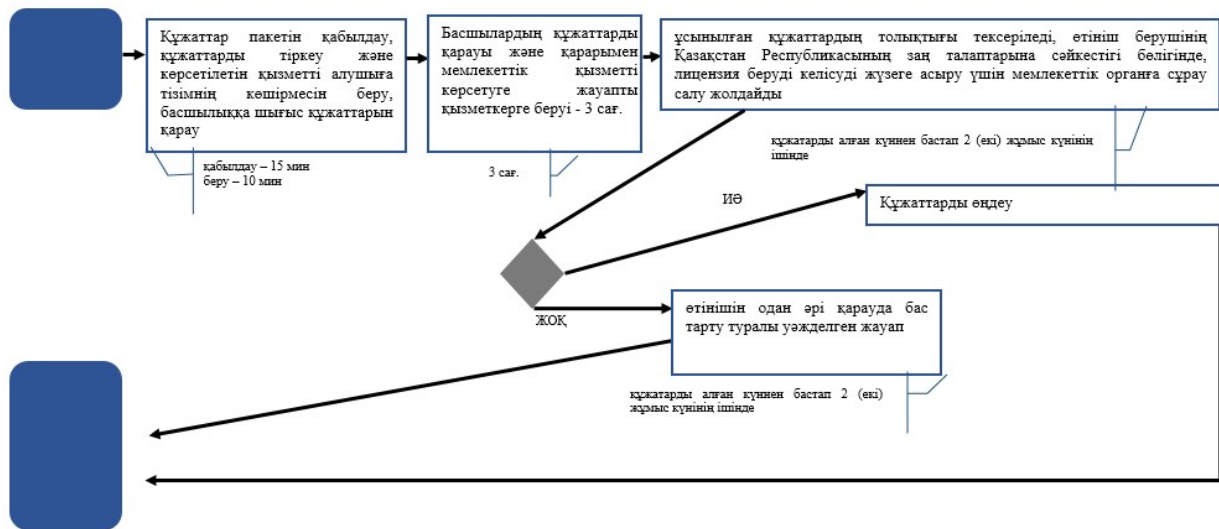 Құжаттар пакетін қабылдау,
құжаттарды тіркеу және
көрсетілетін қызметті алушыға
тізімнің көшірмесін беру,
басшылыққа шығыс құжаттарын
қарау
қабылдау – 15 мин
беру – 10 мин
Басшылардың құжаттарды
қарауы және қарарымен
мемлекеттік қызметті
көрсетуге жауапты
қызметкерге беруі - 3 сағ.
3 сағ.
ұсынылған құжаттардың толықтығы тексеріледі, өтініш берушінің
Қазақстан Республикасының заң талаптарына сәйкестігі бөлігінде,
лицензия беруді келісуді жүзеге асыру үшін мемлекеттік органға сұрау
салу жолдайды
құжатарды алған күннен бастап 2 (екі) жұмыс күнінің
ішінде
ИӘ
Құжаттарды өңдеу
ЖОҚ
өтінішін одан әрі қарауда бас
тарту туралы уәжделген жауап
құжатарды алған күннен бастап 2 (екі)
жұмыс күнінің ішінде